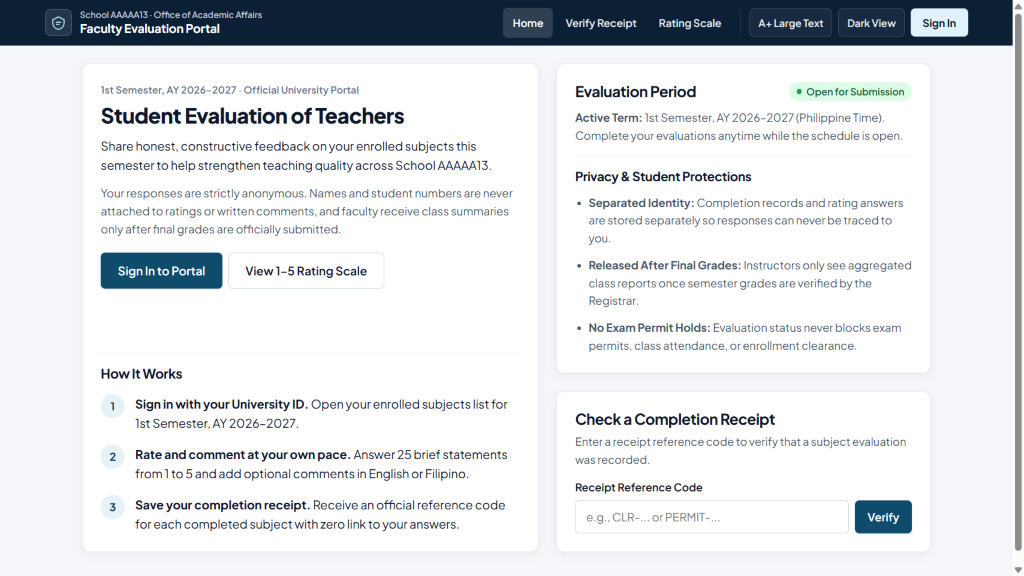 School AAAAA13 · Office of Academic Affairs
Faculty Evaluation Portal
Home
Verify Receipt
Rating Scale
A+ Large Text
Dark View
Sign In
1st Semester, AY 2026–2027 · Official University Portal
Student Evaluation of Teachers
Share honest, constructive feedback on your enrolled subjects this
semester to help strengthen teaching quality across School AAAAA13.
Your responses are strictly anonymous. Names and student numbers are never
attached to ratings or written comments, and faculty receive class summaries
only after final grades are officially submitted.
Sign In to Portal
View 1–5 Rating Scale
How It Works
1
Sign in with your University ID. Open your enrolled subjects list for
1st Semester, AY 2026–2027.
2
Rate and comment at your own pace. Answer 25 brief statements
from 1 to 5 and add optional comments in English or Filipino.
3
Save your completion receipt. Receive an official reference code
for each completed subject with zero link to your answers.
Evaluation Period
Open for Submission
Active Term: 1st Semester, AY 2026–2027 (Philippine Time).
Complete your evaluations anytime while the schedule is open.
Privacy & Student Protections
• Separated Identity: Completion records and rating answers
are stored separately so responses can never be traced to
you.
• Released After Final Grades: Instructors only see aggregated
class reports once semester grades are verified by the
Registrar.
• No Exam Permit Holds: Evaluation status never blocks exam
permits, class attendance, or enrollment clearance.
Check a Completion Receipt
Enter a receipt reference code to verify that a subject evaluation
was recorded.
Receipt Reference Code
e.g., CLR-... or PERMIT-...
Verify